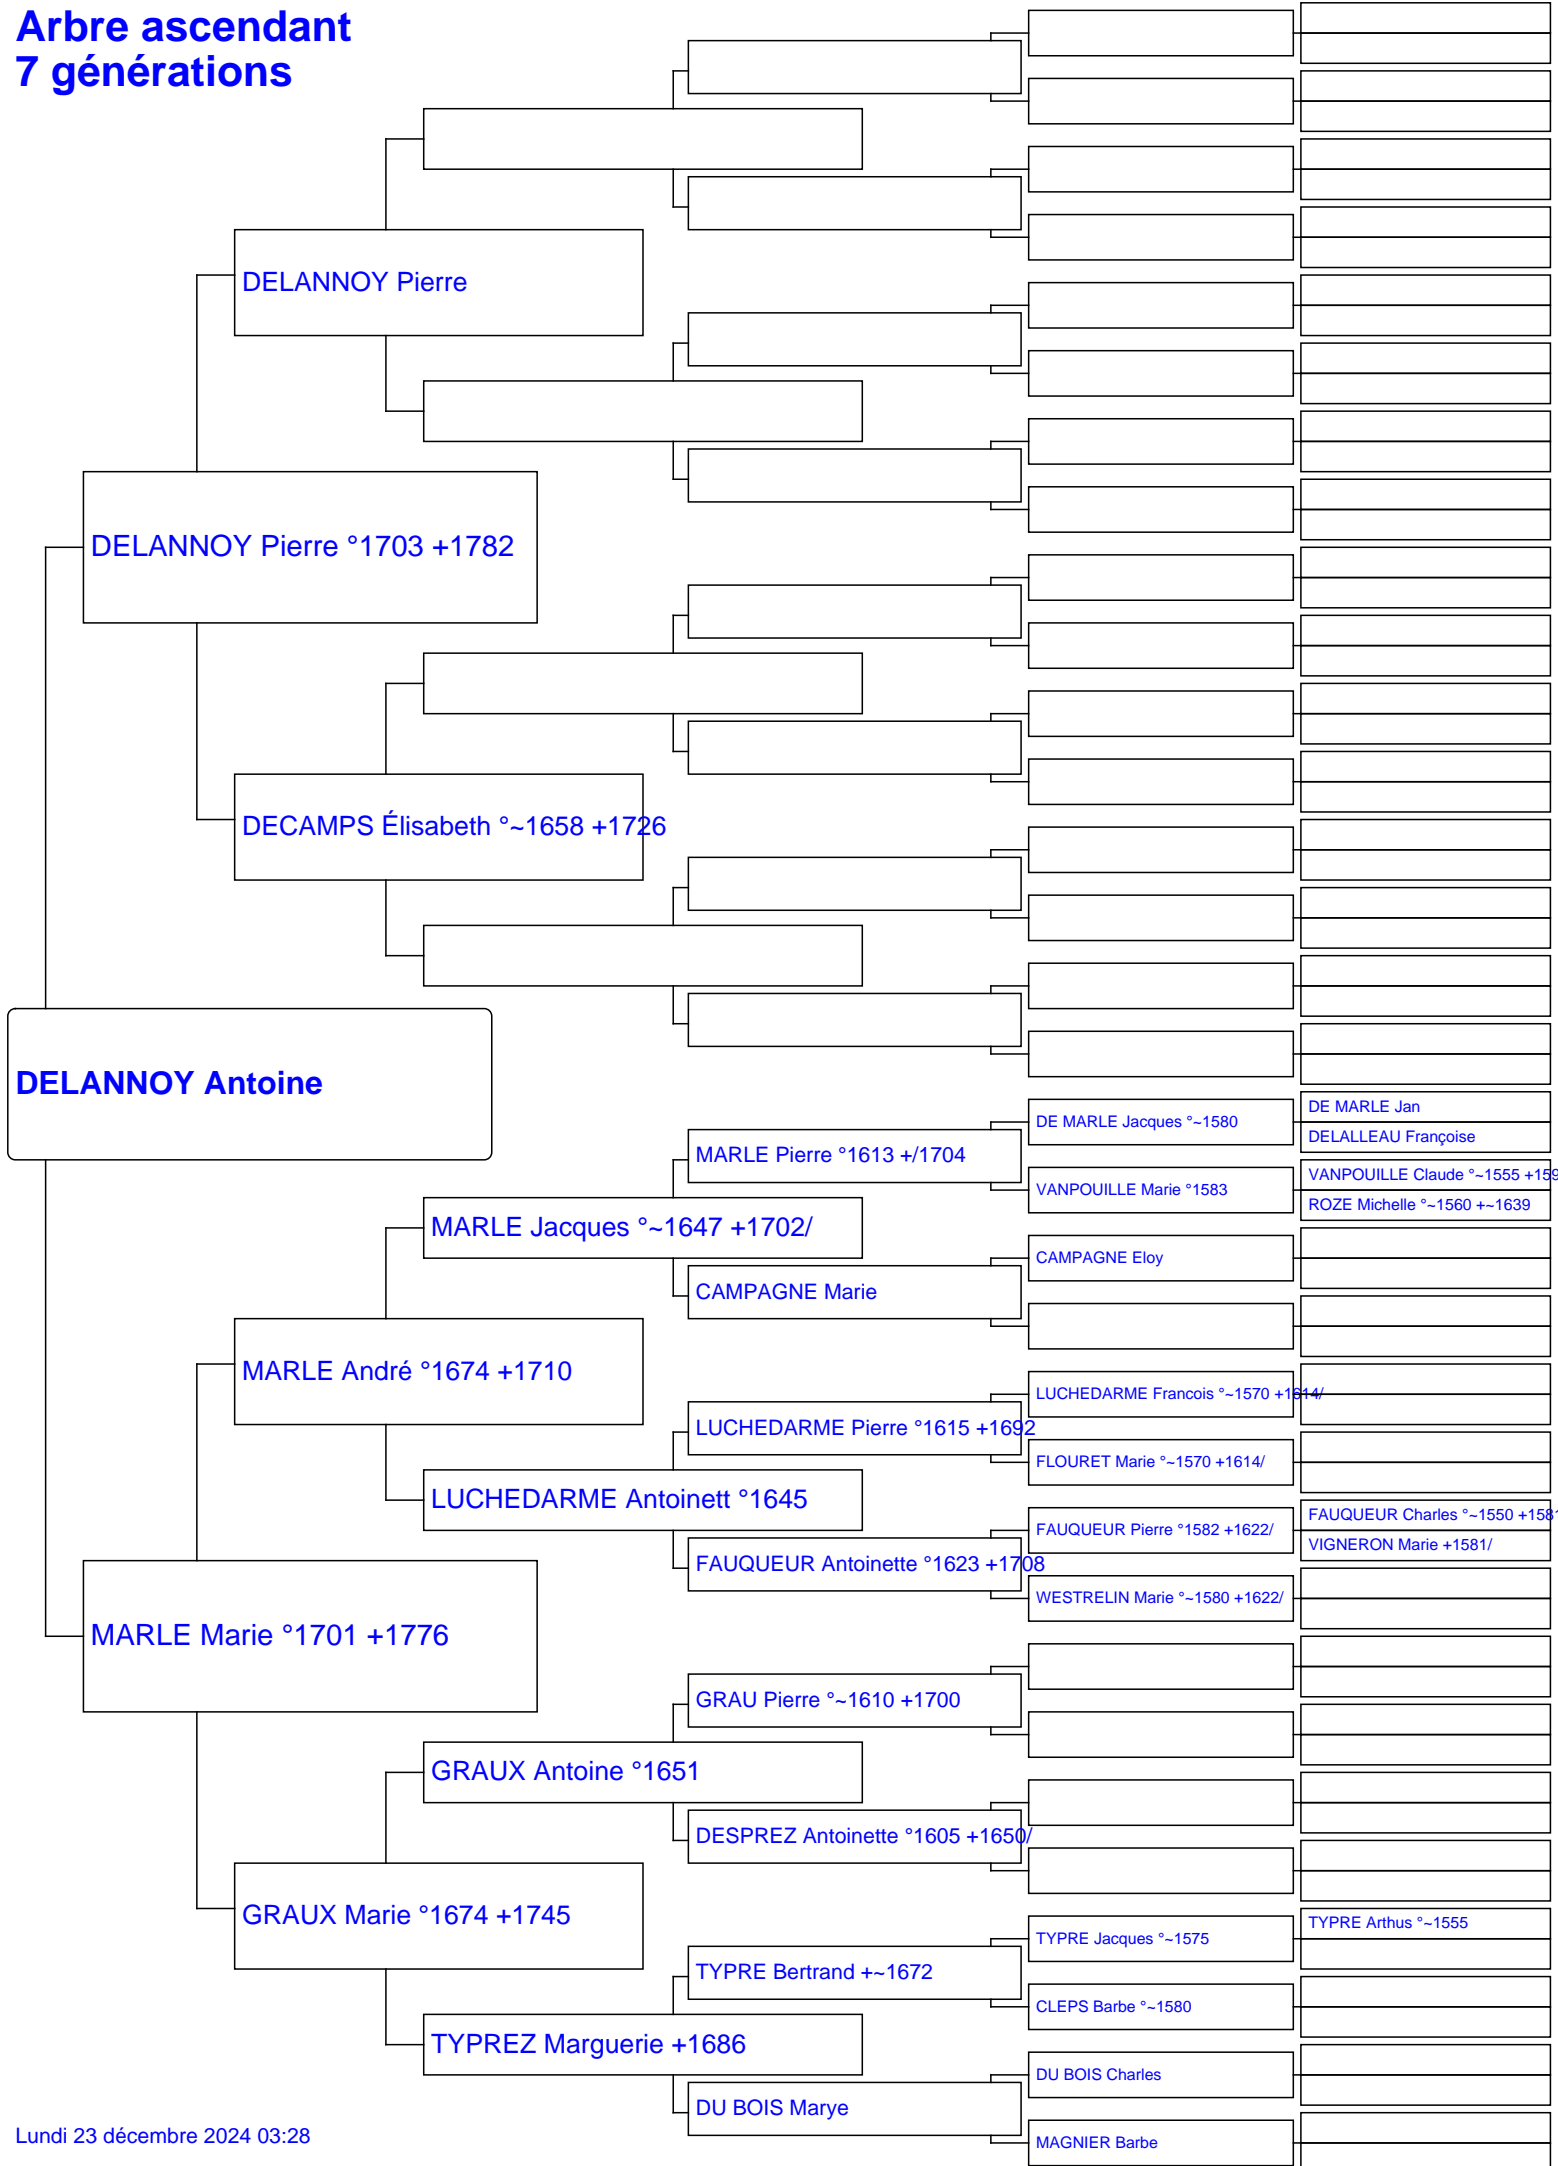 Arbre ascendant
7 générations
DELANNOY Pierre
DELANNOY Pierre °1703 +1782
DECAMPS Élisabeth °~1658 +1726
DELANNOY Antoine
DE MARLE Jan
DE MARLE Jacques °~1580
DELALLEAU Françoise
MARLE Pierre °1613 +/1704
VANPOUILLE Claude °~1555 +159
VANPOUILLE Marie °1583
ROZE Michelle °~1560 +~1639
MARLE Jacques °~1647 +1702/
CAMPAGNE Eloy
CAMPAGNE Marie
MARLE André °1674 +1710
LUCHEDARME Francois °~1570 +1614/
LUCHEDARME Pierre °1615 +1692
FLOURET Marie °~1570 +1614/
LUCHEDARME Antoinett °1645
FAUQUEUR Charles °~1550 +1581
FAUQUEUR Pierre °1582 +1622/
VIGNERON Marie +1581/
FAUQUEUR Antoinette °1623 +1708
WESTRELIN Marie °~1580 +1622/
MARLE Marie °1701 +1776
GRAU Pierre °~1610 +1700
GRAUX Antoine °1651
DESPREZ Antoinette °1605 +1650/
GRAUX Marie °1674 +1745
TYPRE Arthus °~1555
TYPRE Jacques °~1575
TYPRE Bertrand +~1672
CLEPS Barbe °~1580
TYPREZ Marguerie +1686
DU BOIS Charles
DU BOIS Marye
MAGNIER Barbe
Lundi 23 décembre 2024 03:28